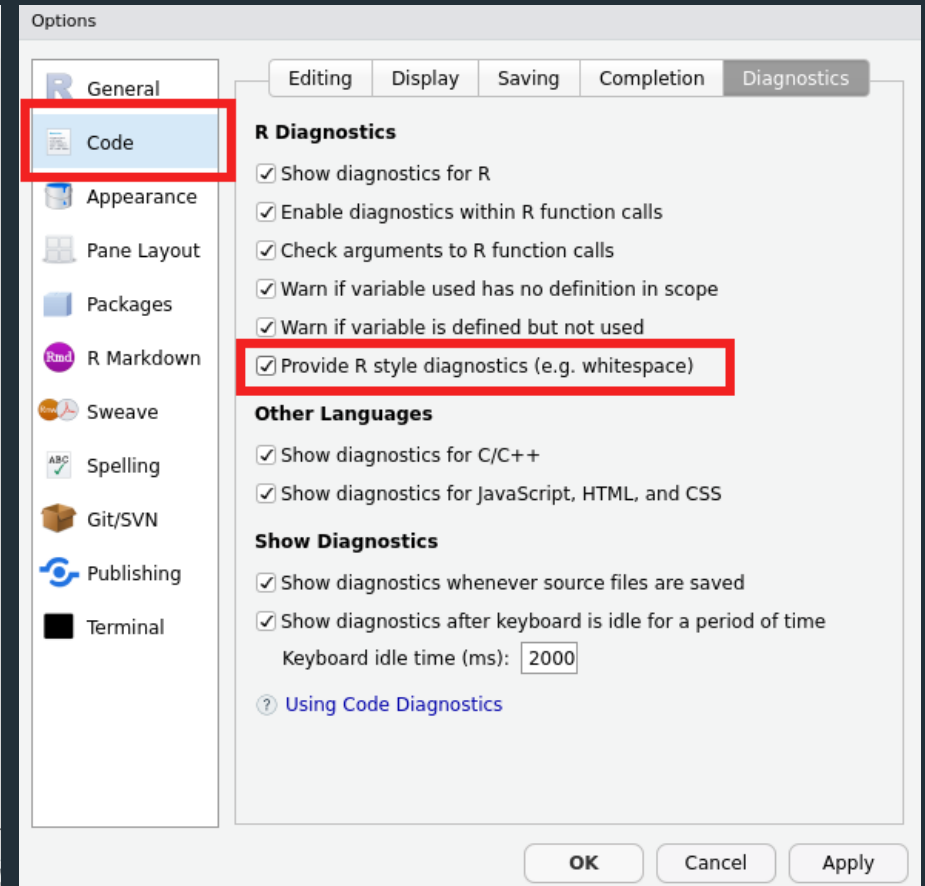 Options
General
Code
Appearance
Pane Layout
Packages
Rmd R Markdown
Rnw Sweave
ABC Spelling
Git/SVN
Publishing
Terminal
Editing Display Saving Completion Diagnostics
R Diagnostics
Show diagnostics for R
Enable diagnostics within R function calls
Check arguments to R function calls
Warn if variable used has no definition in scope
Warn if variable is defined but not used
Provide R style diagnostics (e.g. whitespace)
Other Languages
Show diagnostics for C/C++
Show diagnostics for JavaScript, HTML, and CSS
Show Diagnostics
Show diagnostics whenever source files are saved
Show diagnostics after keyboard is idle for a period of time
Keyboard idle time (ms): 2000
? Using Code Diagnostics
OK Cancel Apply